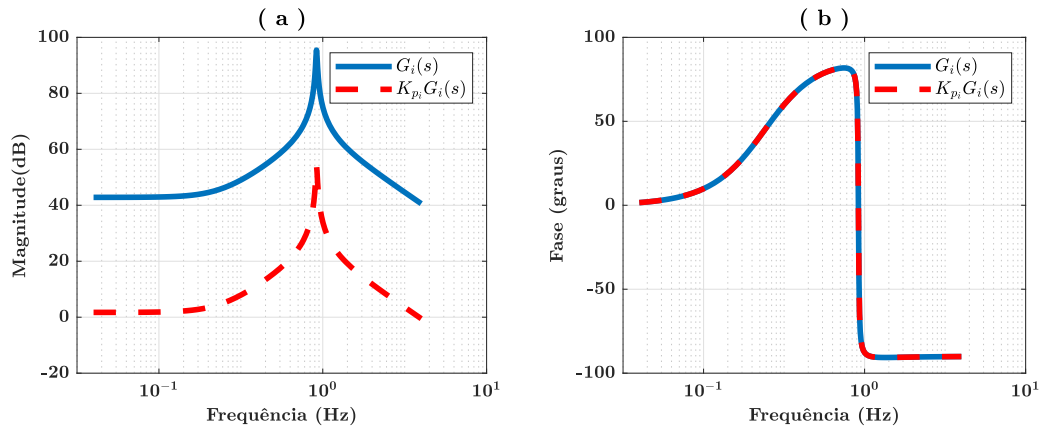 ( a )
Magnitude(dB)
100
80
60
40
20
0
-20
10^-1
10^0
10^1
Frequência (Hz)
G_i(s)
K_{p_i}G_i(s)
( b )
Fase (graus)
100
50
0
-50
-100
10^-1
10^0
10^1
Frequência (Hz)
G_i(s)
K_{p_i}G_i(s)